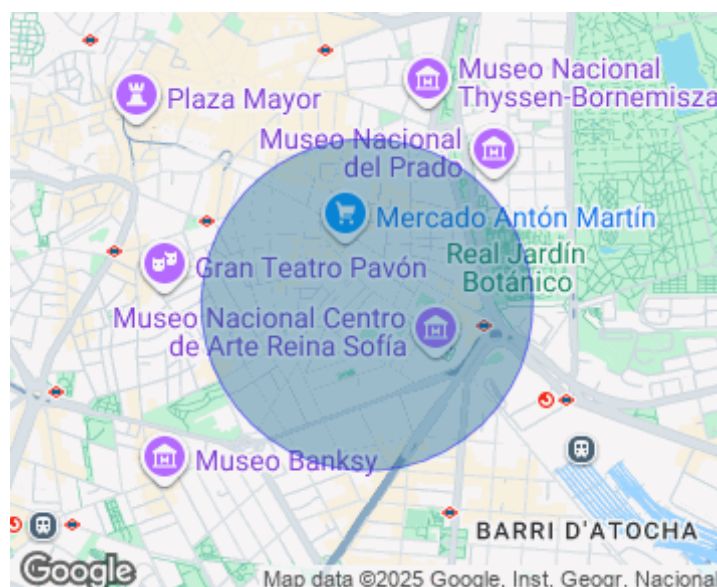 Museo Nacional
Thyssen-Bornemisza
Plaza Mayor
Museo Nacional
del Prado
Mercado Antón Martín
Real Jardín
Botánico
Gran Teatro Pavón
Museo Nacional Centro
de Arte Reina Sofía
Museo Banksy
BARRI D'ATOCHA
Google
Map data ©2025 Google, Inst. Geogr. Nacional